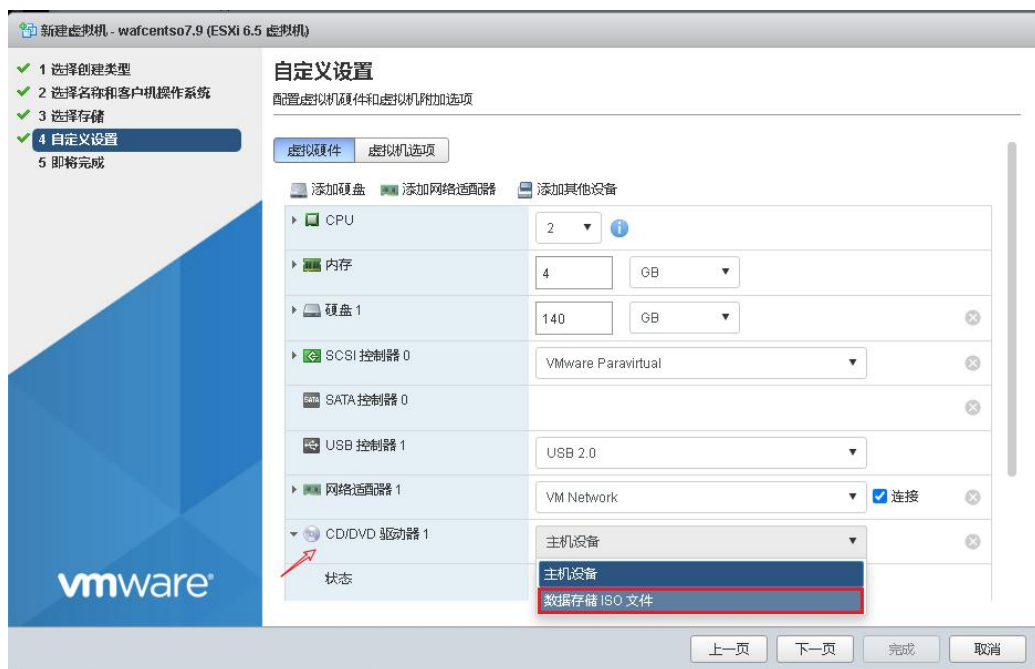 新建虚拟机 - wafcentso7.9 (ESXi 6.5 虚拟机)
1 选择创建类型
2 选择名称和客户机操作系统
3 选择存储
4 自定义设置
5 即将完成
自定义设置
配置虚拟机硬件和虚拟机附加选项
虚拟硬件 虚拟机选项
添加硬盘 添加网络适配器 添加其他设备
CPU 2
内存 4 GB
硬盘 1 140 GB
SCSI 控制器 0 VMware Paravirtual
SATA SATA 控制器 0
USB 控制器 1 USB 2.0
网络适配器 1 VM Network 连接
CD/DVD 驱动器 1 主机设备
状态 主机设备
数据存储 ISO 文件
vmware®
上一页 下一页 完成 取消